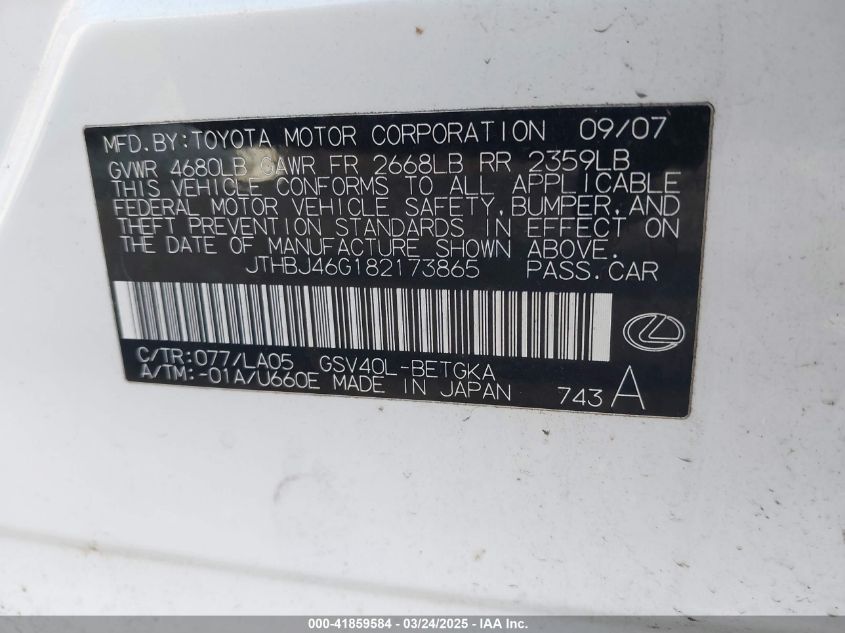 MFD.BY:TOYOTA MOTOR CORPORATION 09/07
GVWR 4680LB GAWR FR 2668LB RR 2359LB
THIS VEHICLE CONFORMS TO ALL APPLICABLE
FEDERAL MOTOR VEHICLE SAFETY,BUMPER,AND
THEFT PREVENTION STANDARDS IN EFFECT ON
THE DATE OF MANUFACTURE SHOWN ABOVE.
JTHBJ46G182173865 PASS.CAR
C/TR:077/LA05 GSV40L-BETGKA
A/TM:-01A/U660E MADE IN JAPAN 743 A
000-41859584 - 03/24/2025 - IAA Inc.